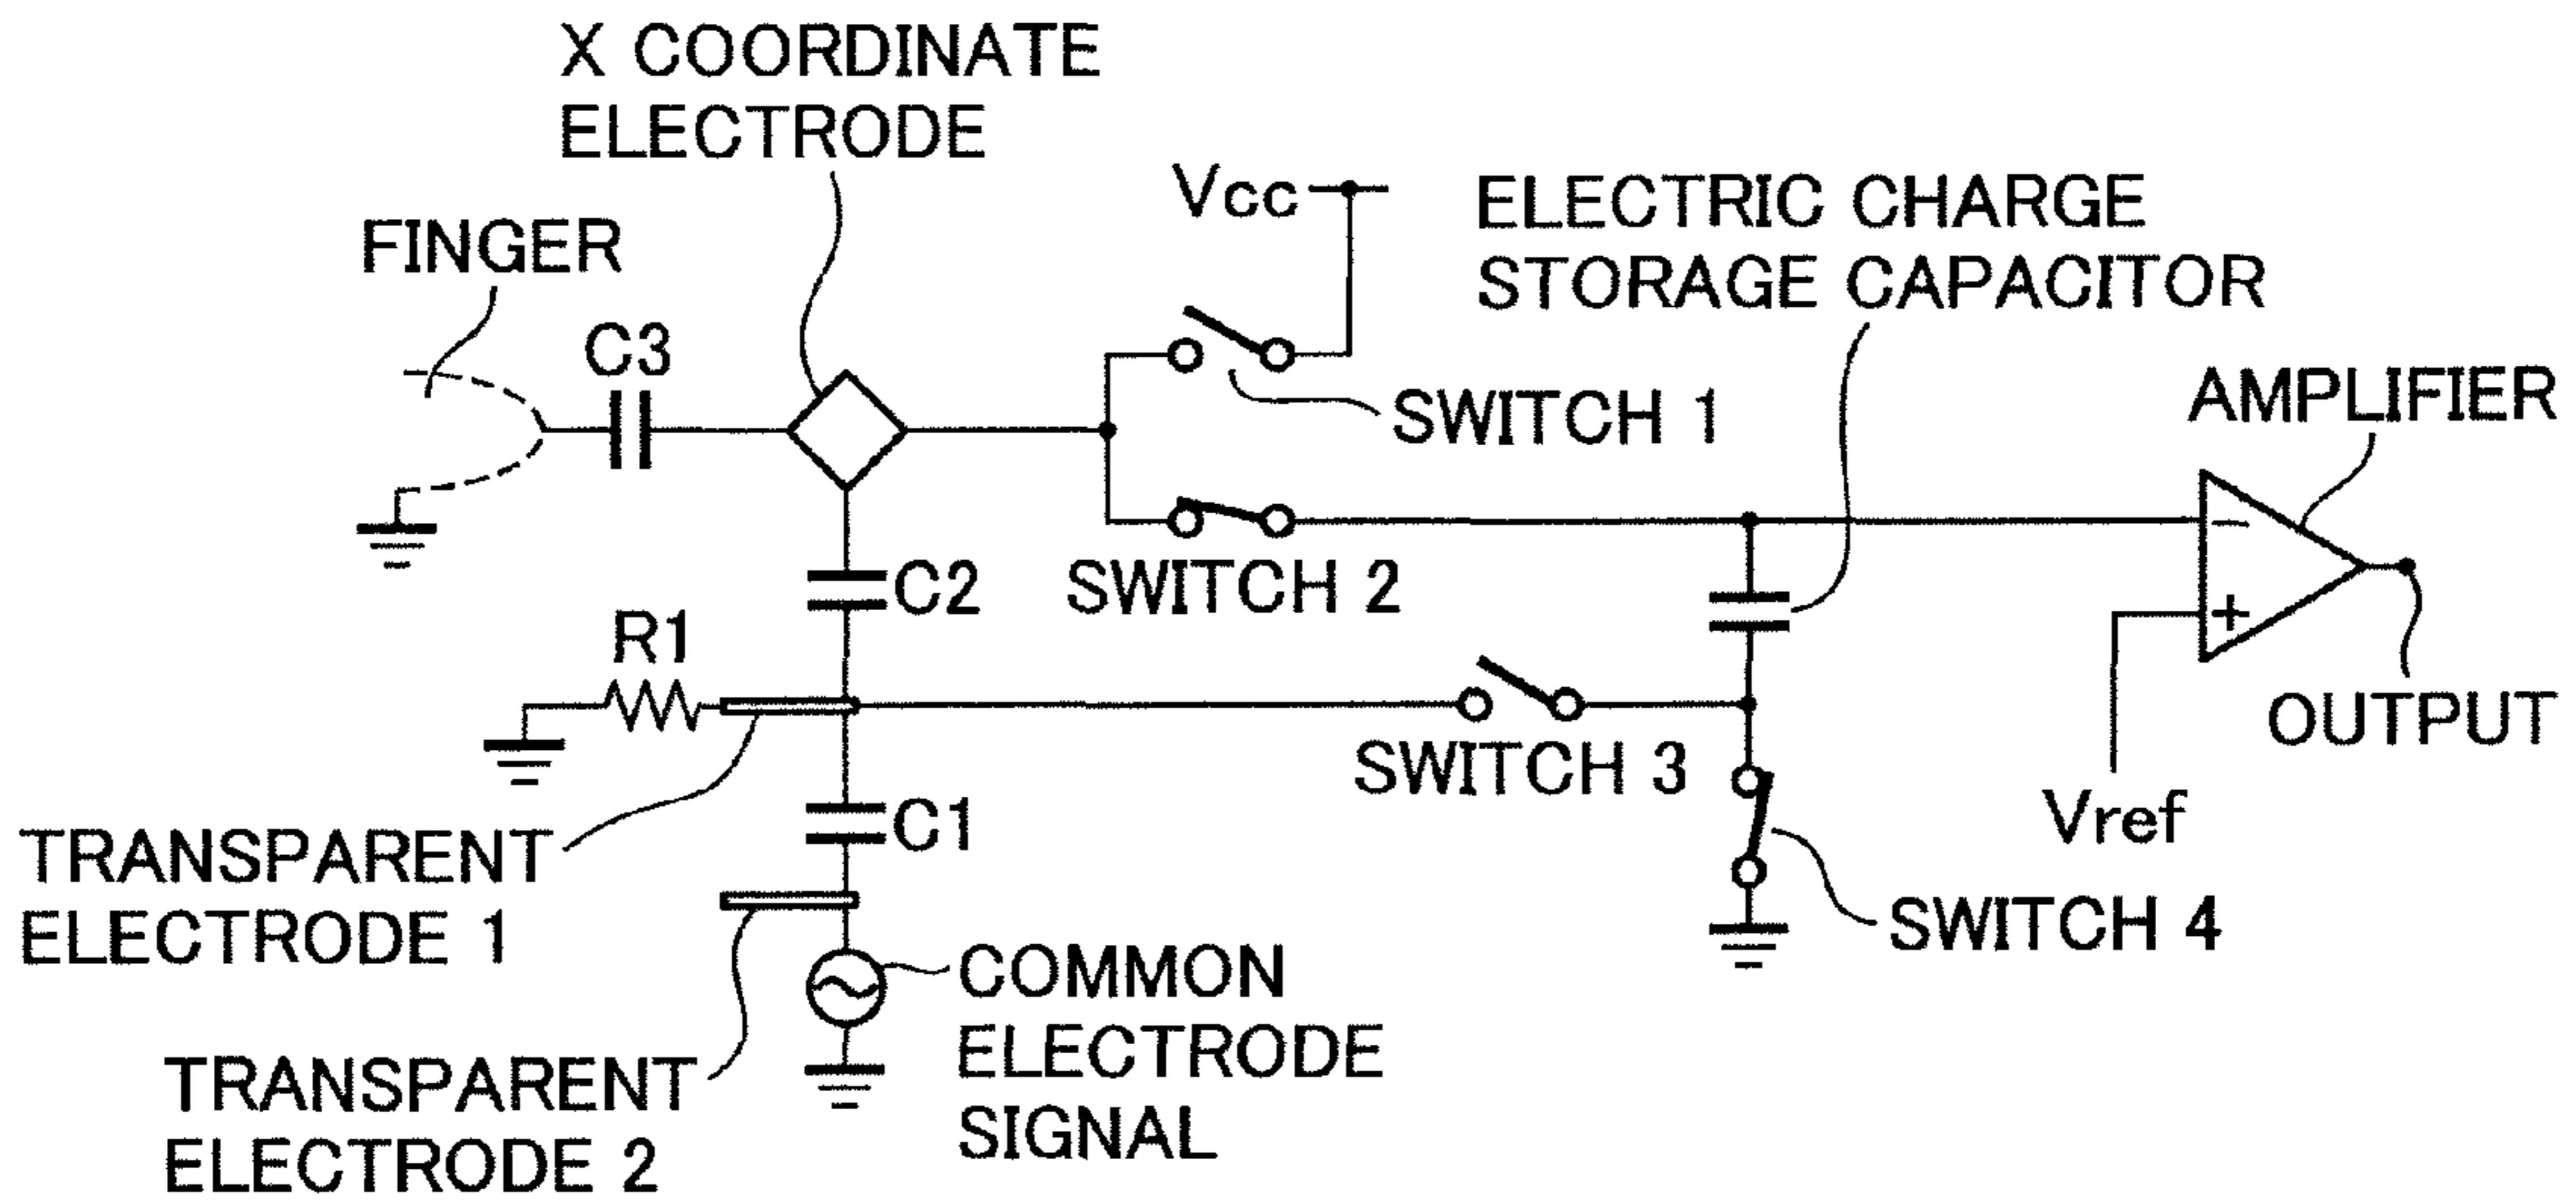 X COORDINATE
ELECTRODE
Vcc
ELECTRIC CHARGE
STORAGE CAPACITOR
FINGER
C3
SWITCH 1
AMPLIFIER
C2
SWITCH 2
−
+
R1
SWITCH 3
OUTPUT
Vref
C1
TRANSPARENT
ELECTRODE 1
SWITCH 4
COMMON
ELECTRODE
SIGNAL
TRANSPARENT
ELECTRODE 2